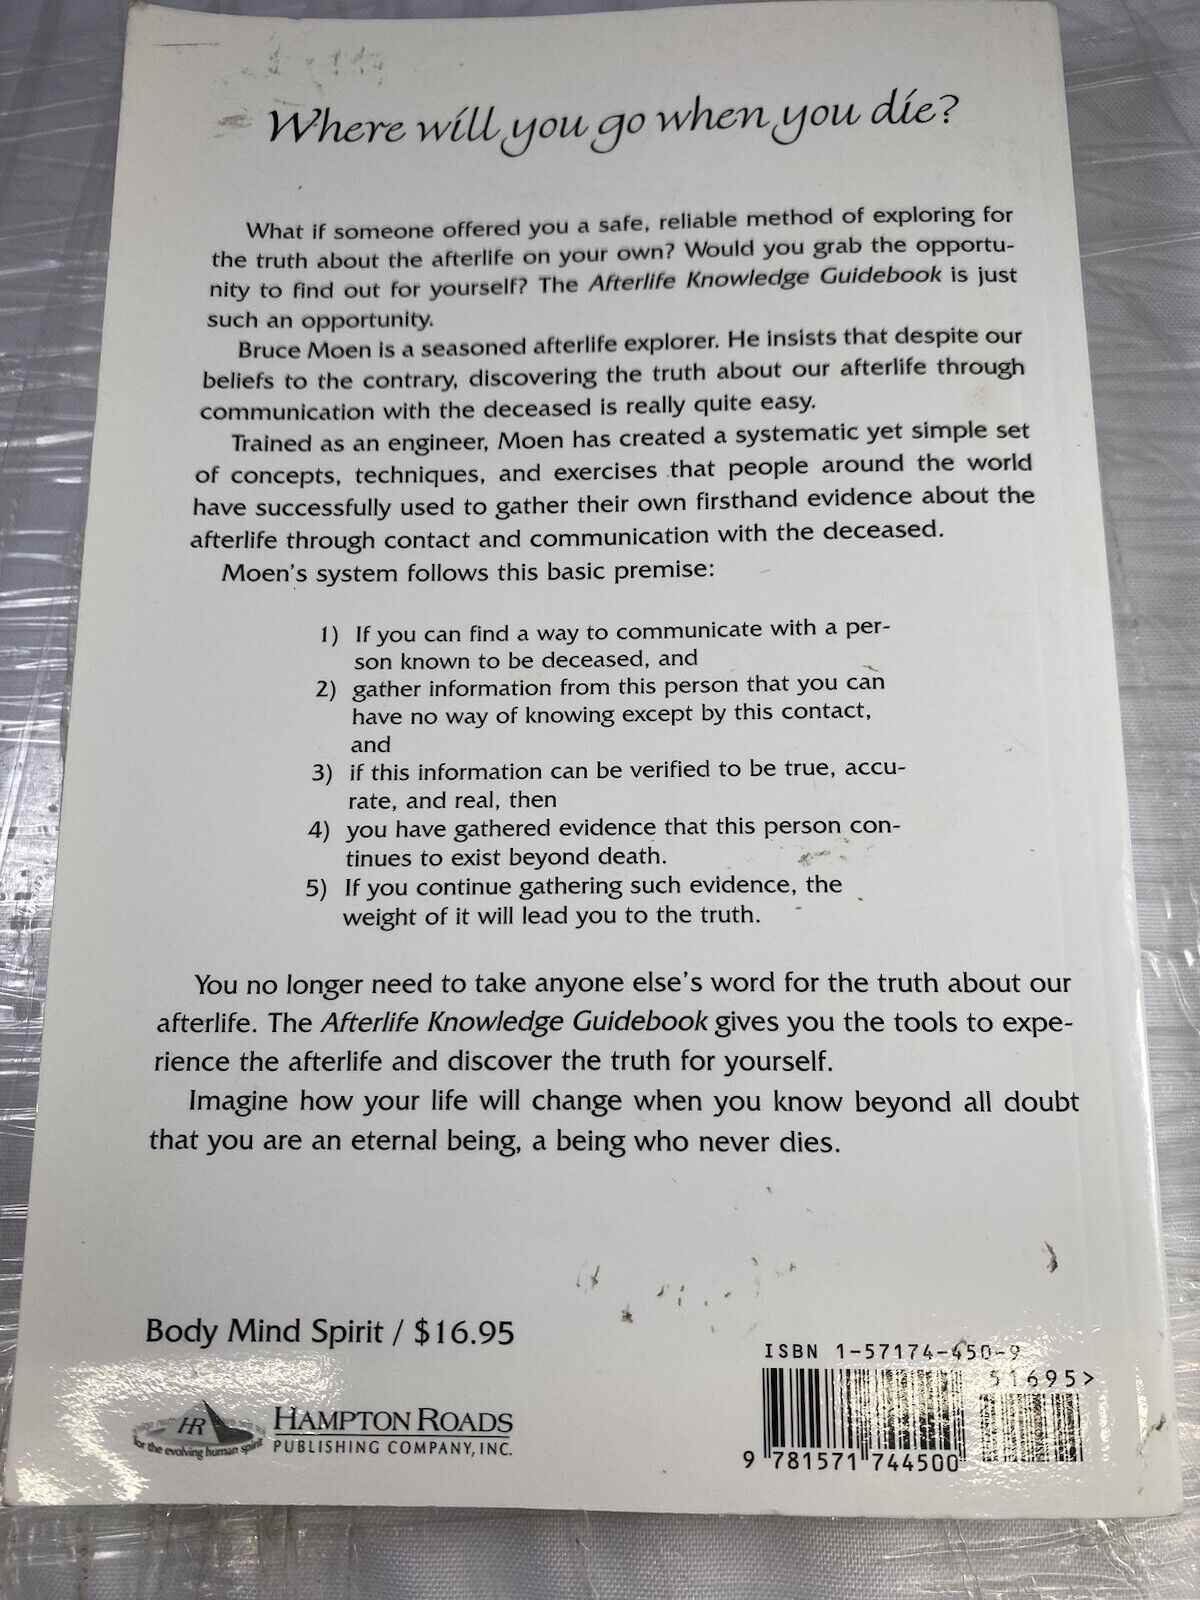 Where will you go when you die?
What if someone offered you a safe, reliable method of exploring for
the truth about the afterlife on your own? Would you grab the opportu-
nity to find out for yourself? The Afterlife Knowledge Guidebook is just
such an opportunity.
Bruce Moen is a seasoned afterlife explorer. He insists that despite our
beliefs to the contrary, discovering the truth about our afterlife through
communication with the deceased is really quite easy.
Trained as an engineer, Moen has created a systematic yet simple set
of concepts, techniques, and exercises that people around the world
have successfully used to gather their own firsthand evidence about the
afterlife through contact and communication with the deceased.
Moen's system follows this basic premise:
1) If you can find a way to communicate with a per-
son known to be deceased, and
2) gather information from this person that you can
have no way of knowing except by this contact,
and
3) if this information can be verified to be true, accu-
rate, and real, then
4) you have gathered evidence that this person con-
tinues to exist beyond death.
5) If you continue gathering such evidence, the
weight of it will lead you to the truth.
You no longer need to take anyone else's word for the truth about our
afterlife. The Afterlife Knowledge Guidebook gives you the tools to expe-
rience the afterlife and discover the truth for yourself.
Imagine how your life will change when you know beyond all doubt
that you are an eternal being, a being who never dies.
Body Mind Spirit / $16.95
ISBN 1-57174-450-9
51695>
HR
for the evolving human spirit
HAMPTON ROADS
PUBLISHING COMPANY, INC.
9 781571 744500